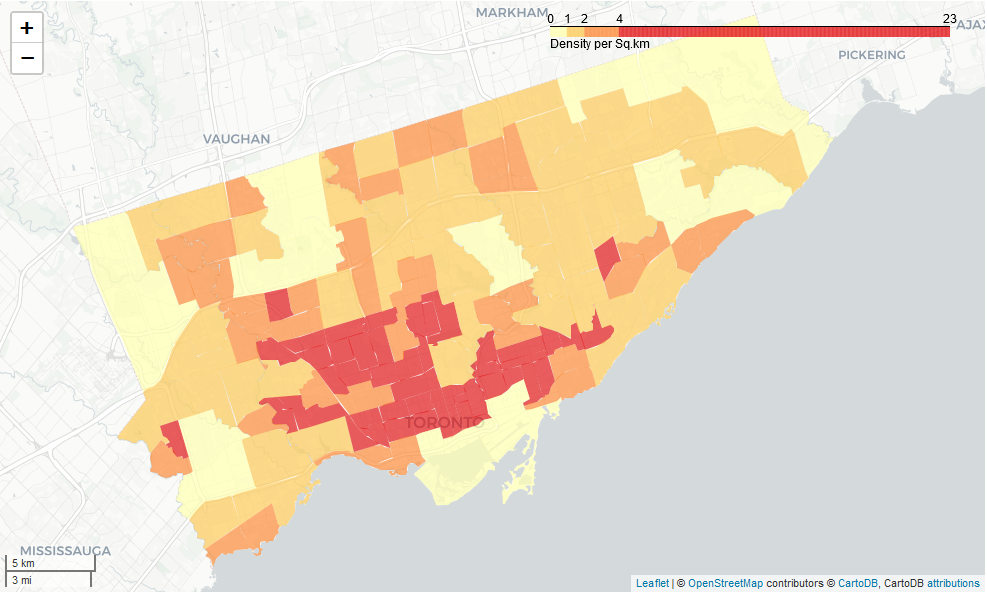 +
−
MARKHAM
0 1 2 4 23
Density per Sq.km
AJAX
PICKERING
VAUGHAN
TORONTO
MISSISSAUGA
5 km
3 mi
Leaflet | © OpenStreetMap contributors © CartoDB, CartoDB attributions